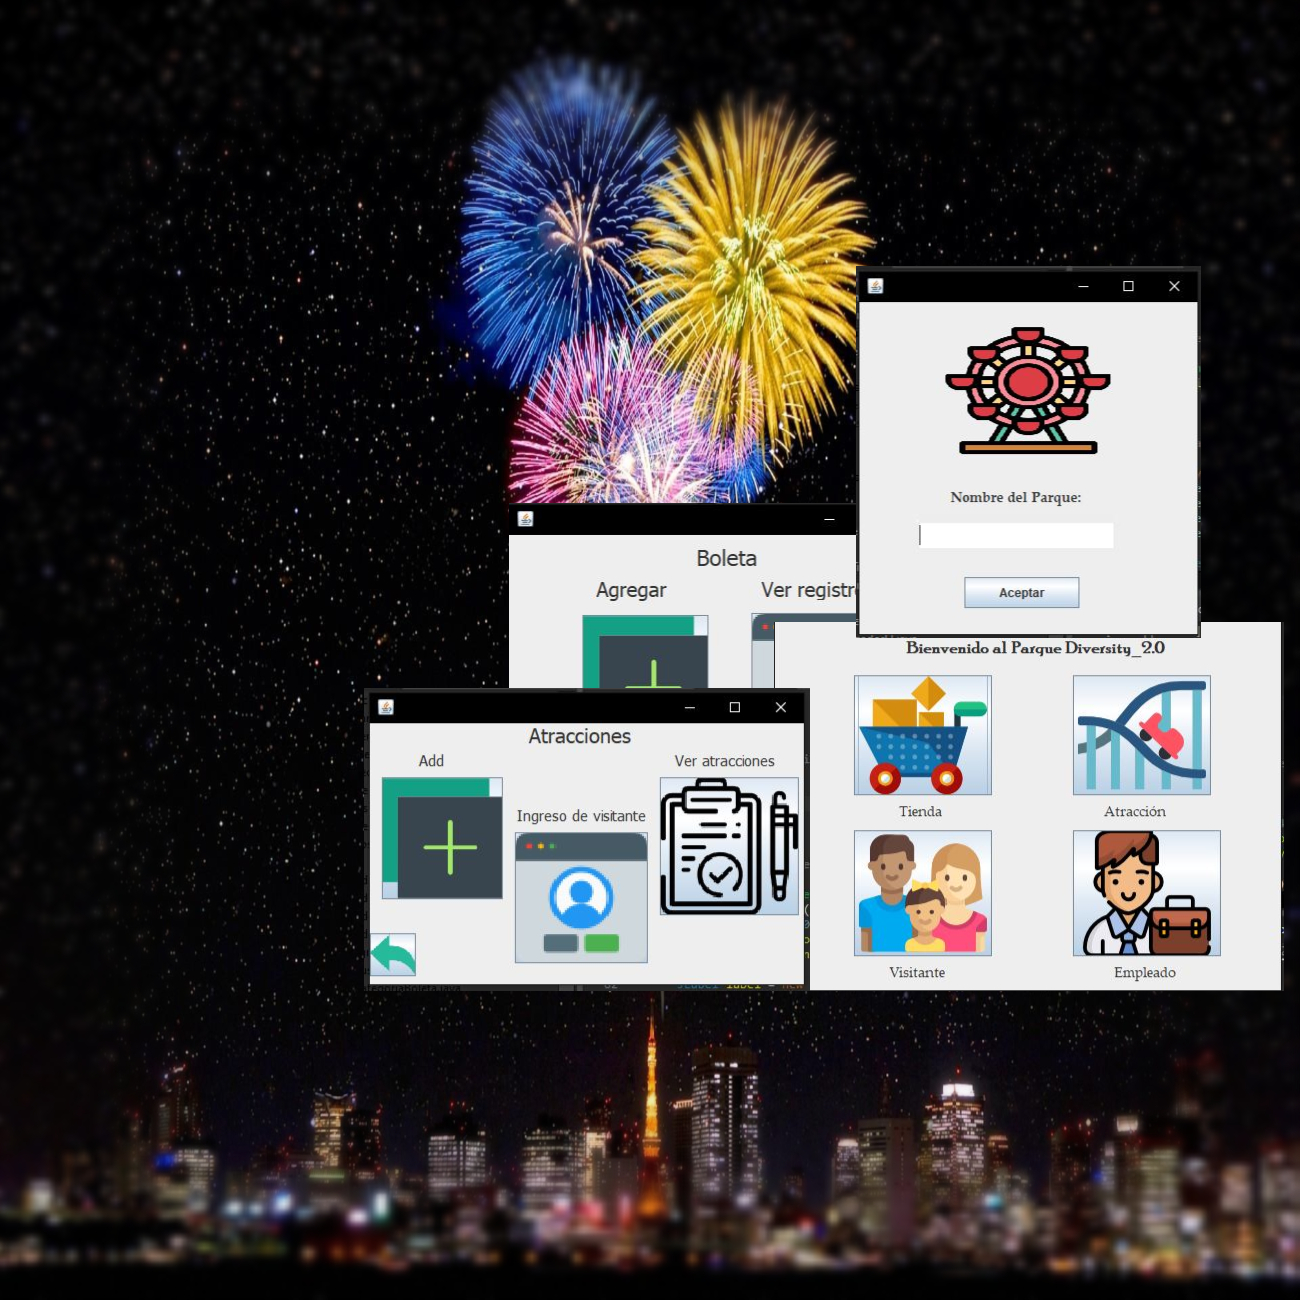 Nombre del Parque:
Aceptar
Boleta
Agregar
Ver registr
Bienvenido al Parque Diversity_2.0
Tienda
Atracción
Visitante
Empleado
Atracciones
Add
Ingreso de visitante
Ver atracciones